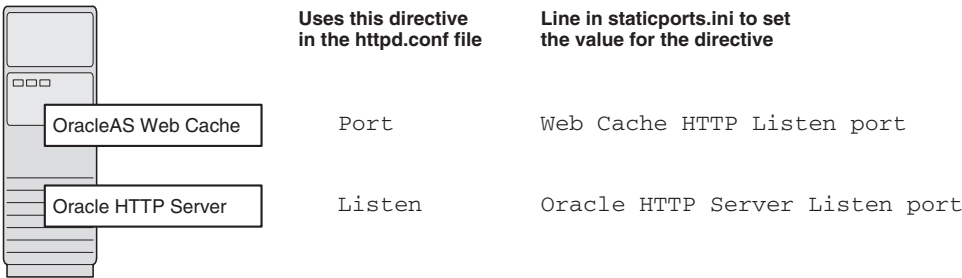 Uses this directive
in the httpd.conf file
Line in staticports.ini to set
the value for the directive
OracleAS Web Cache
Port
Web Cache HTTP Listen port
Oracle HTTP Server
Listen
Oracle HTTP Server Listen port